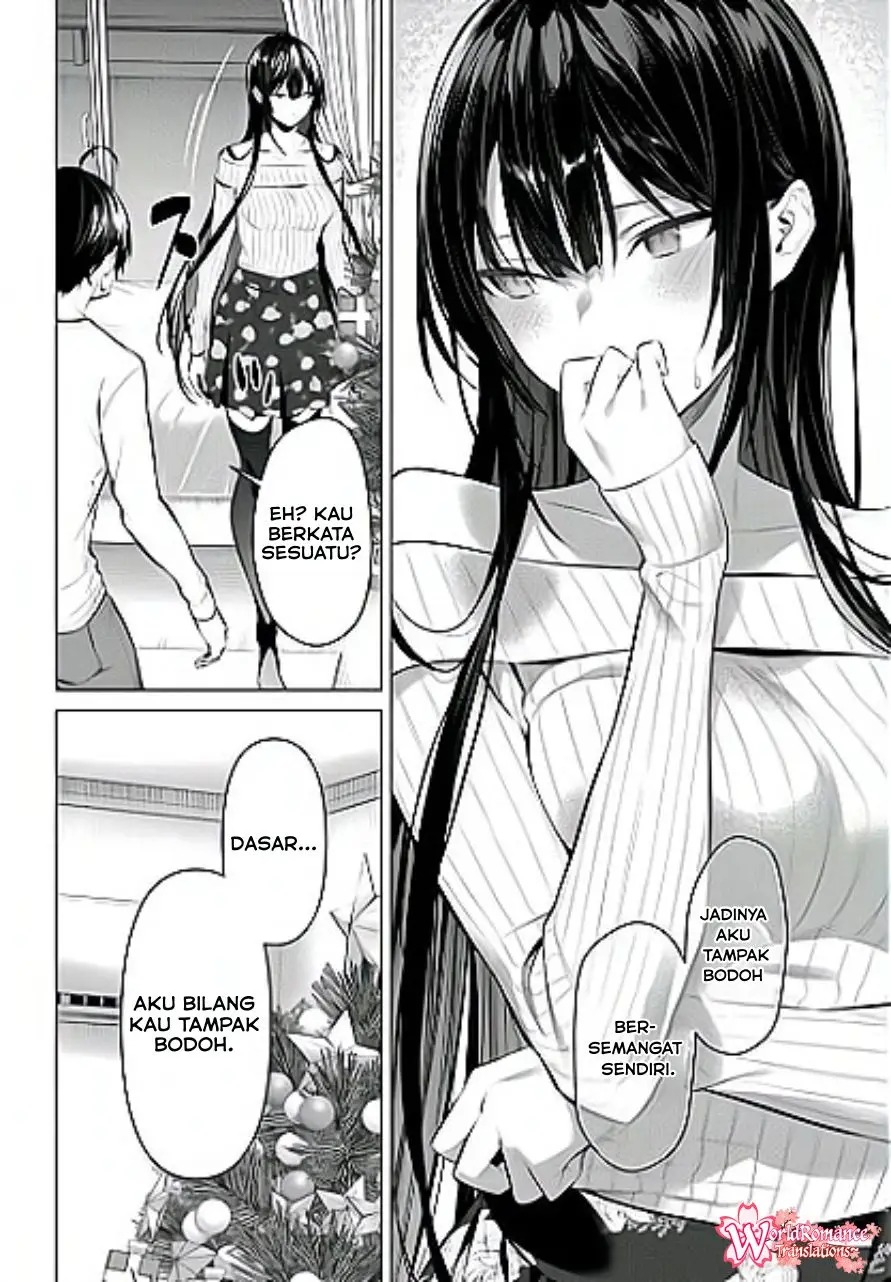 JADINYA
AKU
TAMPAK
BODOH
BER-
SEMANGAT
SENDIRI.
EH? KAU
BERKATA
SESUATU?
DASAR...
AKU BILANG
KAU TAMPAK
BODOH.
WorldRomance
Translations